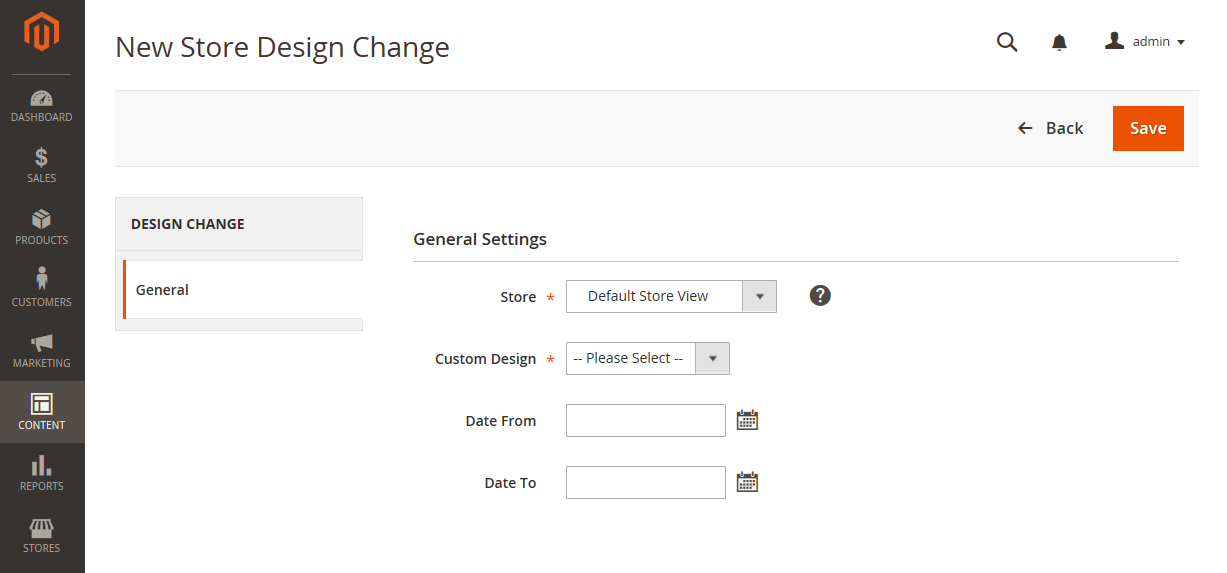 New Store Design Change
admin
Back
Save
DASHBOARD
SALES
PRODUCTS
CUSTOMERS
MARKETING
CONTENT
REPORTS
STORES
DESIGN CHANGE
General
General Settings
Store * Default Store View ?
Custom Design * -- Please Select --
Date From
Date To